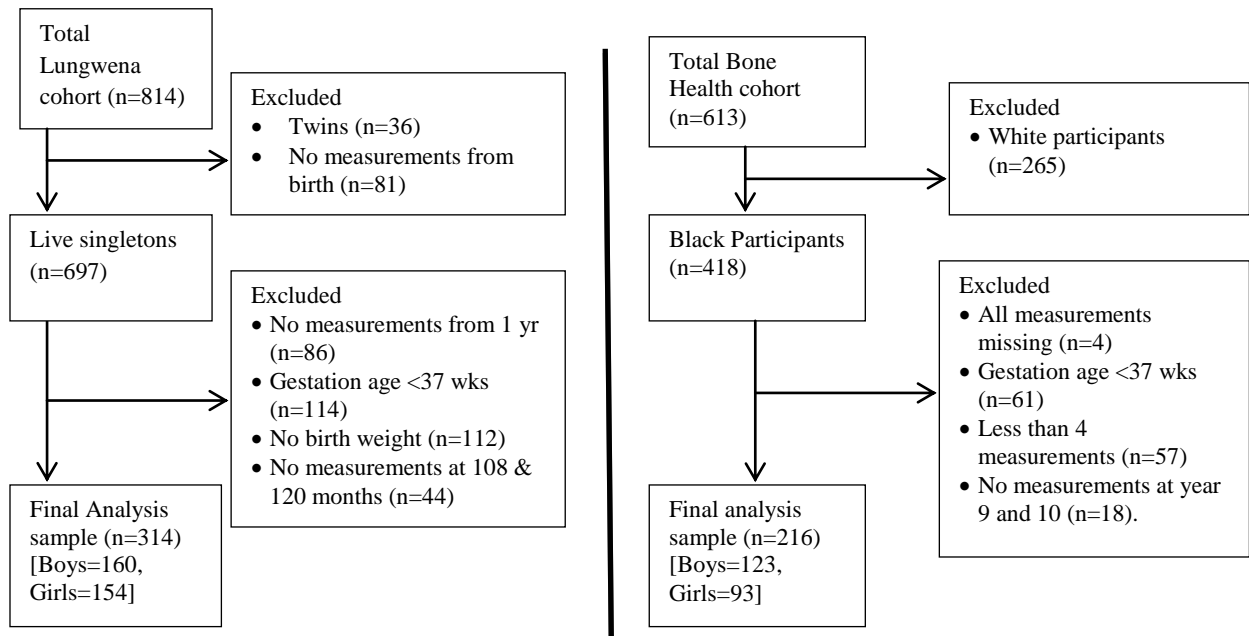 Total
Lungwena
cohort (n=814)
Excluded
• Twins (n=36)
• No measurements from
birth (n=81)
Live singletons
(n=697)
Excluded
• No measurements from 1 yr
(n=86)
• Gestation age <37 wks
(n=114)
• No birth weight (n=112)
• No measurements at 108 &
120 months (n=44)
Final Analysis
sample (n=314)
[Boys=160,
Girls=154]
Total Bone
Health cohort
(n=613)
Excluded
• White participants
(n=265)
Black Participants
(n=418)
Excluded
• All measurements
missing (n=4)
• Gestation age <37 wks
(n=61)
• Less than 4
measurements (n=57)
• No measurements at year
9 and 10 (n=18).
Final analysis
sample (n=216)
[Boys=123,
Girls=93]